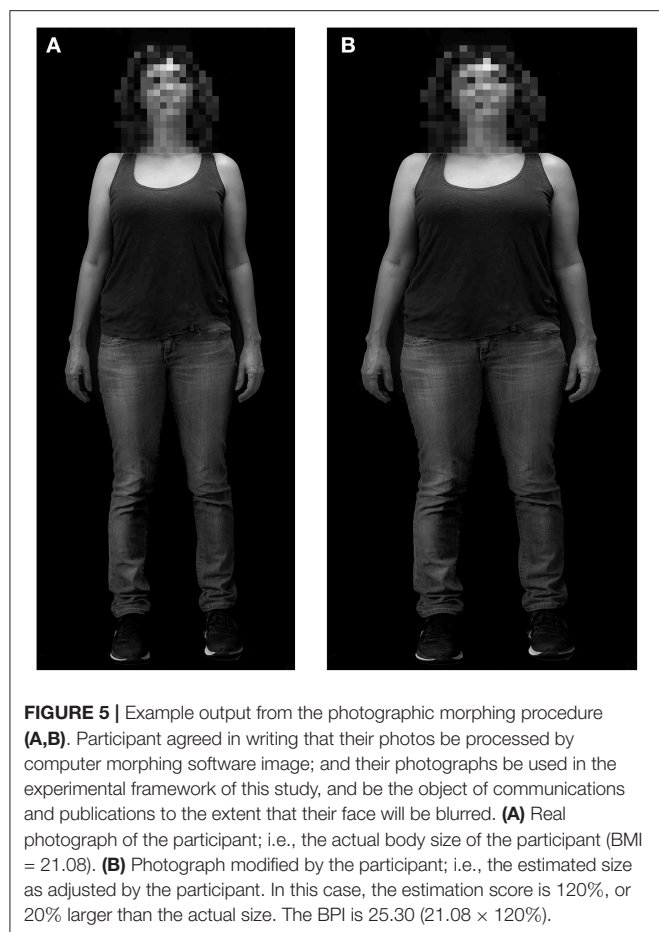 A
B
FIGURE 5 | Example output from the photographic morphing procedure
(A,B). Participant agreed in writing that their photos be processed by
computer morphing software image; and their photographs be used in the
experimental framework of this study, and be the object of communications
and publications to the extent that their face will be blurred. (A) Real
photograph of the participant; i.e., the actual body size of the participant (BMI
= 21.08). (B) Photograph modified by the participant; i.e., the estimated size
as adjusted by the participant. In this case, the estimation score is 120%, or
20% larger than the actual size. The BPI is 25.30 (21.08 × 120%).